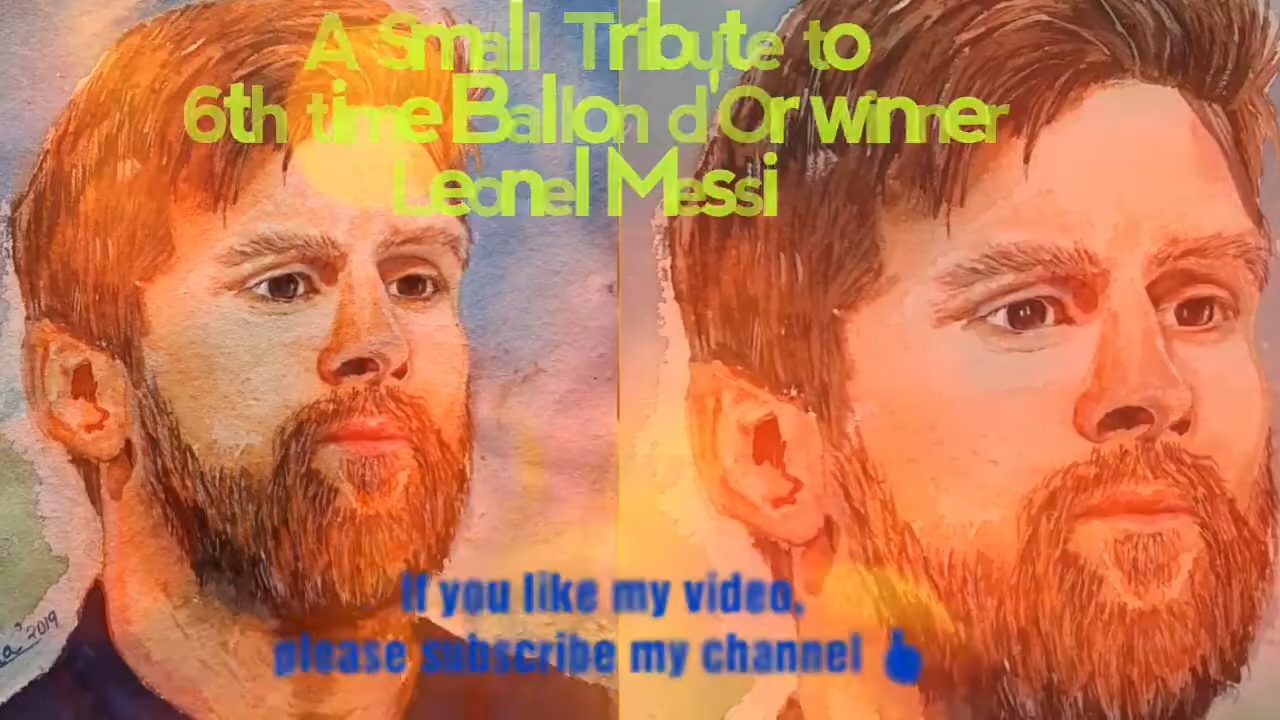 A Small Tribute to
6th time Ballon d'Or winner
Leonel Messi
2019
If you like my video,
please subscribe my channel